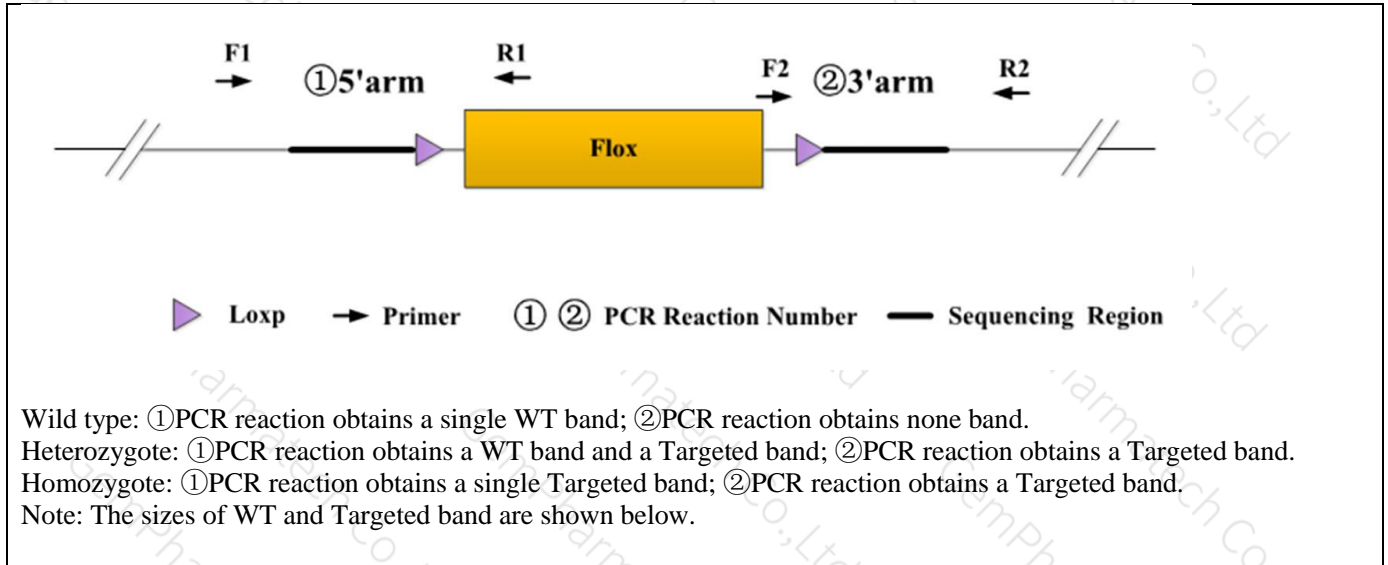 F1 R1 F2 R2
①5'arm ②3'arm
Flox
Loxp Primer ① ② PCR Reaction Number Sequencing Region
Wild type: ①PCR reaction obtains a single WT band; ②PCR reaction obtains none band.
Heterozygote: ①PCR reaction obtains a WT band and a Targeted band; ②PCR reaction obtains a Targeted band.
Homozygote: ①PCR reaction obtains a single Targeted band; ②PCR reaction obtains a Targeted band.
Note: The sizes of WT and Targeted band are shown below.